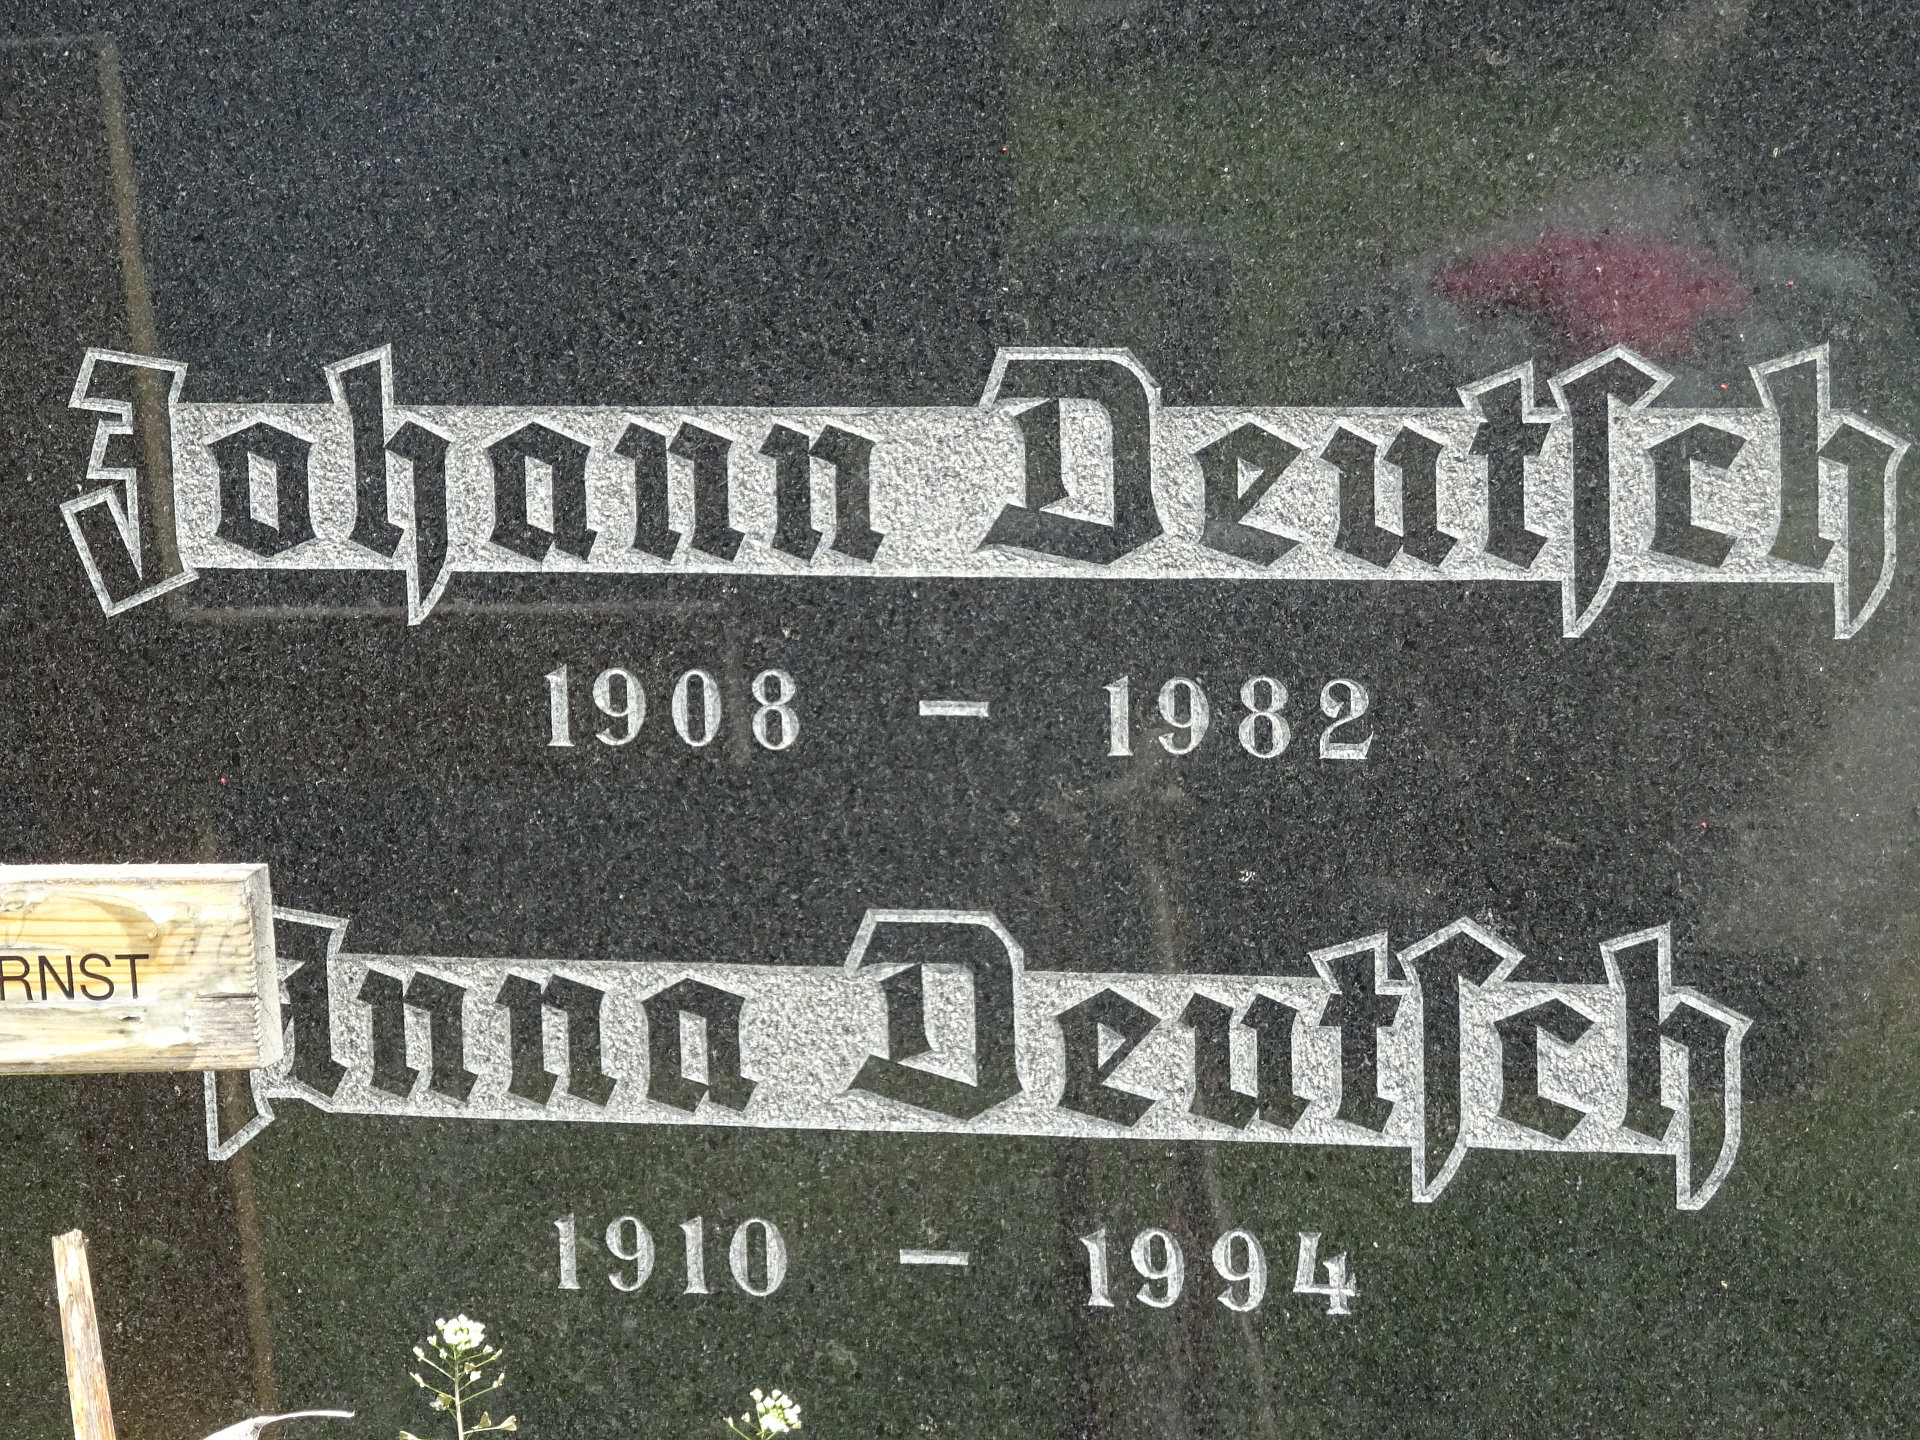 Johann Deutſch
1908 – 1982
RNST
Anna Deutſch
1910 – 1994